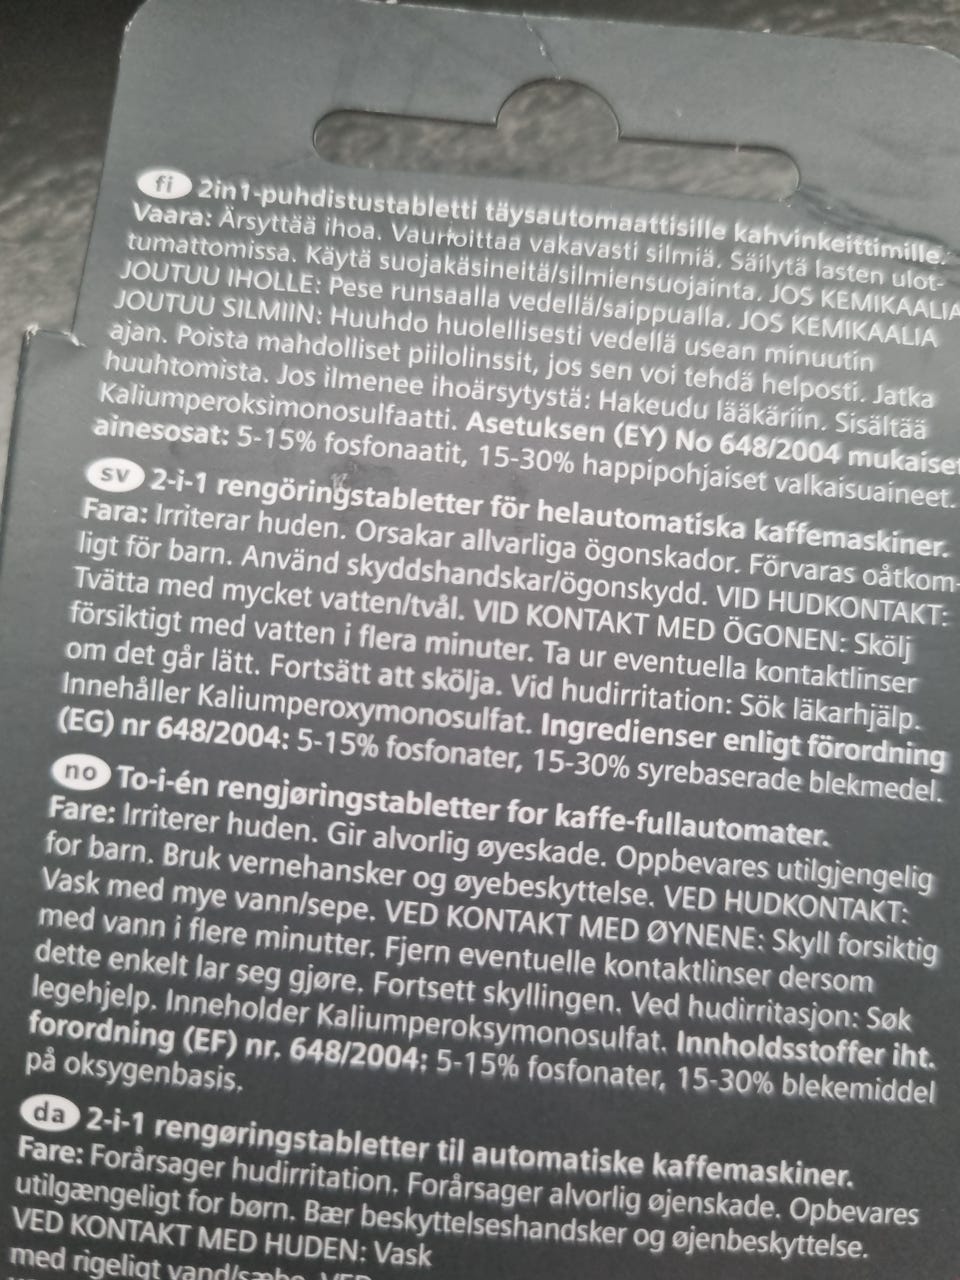 fi 2in1-puhdistustabletti täysautomaattisille kahvinkeittimille.
Vaara: Ärsyttää ihoa. Vaurioittaa vakavasti silmiä. Säilytä lasten ulot-
tumattomissa. Käytä suojakäsineitä/silmiensuojainta. JOS KEMIKAALIA
JOUTUU IHOLLE: Pese runsaalla vedellä/saippualla. JOS KEMIKAALIA
JOUTUU SILMIIN: Huuhdo huolellisesti vedellä usean minuutin
ajan. Poista mahdolliset piilolinssit, jos sen voi tehdä helposti. Jatka
huuhtomista. Jos ilmenee ihoärsytystä: Hakeudu lääkäriin. Sisältää
Kaliumperoksimonosulfaatti. Asetuksen (EY) No 648/2004 mukaiset
ainesosat: 5-15% fosfonaatit, 15-30% happipohjaiset valkaisuaineet.
sv 2-i-1 rengöringstabletter för helautomatiska kaffemaskiner.
Fara: Irriterar huden. Orsakar allvarliga ögonskador. Förvaras oåtkom-
ligt för barn. Använd skyddshandskar/ögonskydd. VID HUDKONTAKT:
Tvätta med mycket vatten/tvål. VID KONTAKT MED ÖGONEN: Skölj
försiktigt med vatten i flera minuter. Ta ur eventuella kontaktlinser
om det går lätt. Fortsätt att skölja. Vid hudirritation: Sök läkarhjälp.
Innehåller Kaliumperoxymonosulfat. Ingredienser enligt förordning
(EG) nr 648/2004: 5-15% fosfonater, 15-30% syrebaserade blekmedel.
no To-i-én rengjøringstabletter for kaffe-fullautomater.
Fare: Irriterer huden. Gir alvorlig øyeskade. Oppbevares utilgjengelig
for barn. Bruk vernehansker og øyebeskyttelse. VED HUDKONTAKT:
Vask med mye vann/sepe. VED KONTAKT MED ØYNENE: Skyll forsiktig
med vann i flere minutter. Fjern eventuelle kontaktlinser dersom
dette enkelt lar seg gjøre. Fortsett skyllingen. Ved hudirritasjon: Søk
legehjelp. Inneholder Kaliumperoksymonosulfat. Innholdsstoffer iht.
forordning (EF) nr. 648/2004: 5-15% fosfonater, 15-30% blekemiddel
på oksygenbasis.
da 2-i-1 rengøringstabletter til automatiske kaffemaskiner.
Fare: Forårsager hudirritation. Forårsager alvorlig øjenskade. Opbevares
utilgængeligt for børn. Bær beskyttelseshandsker og øjenbeskyttelse.
VED KONTAKT MED HUDEN: Vask
med rigeligt vand/sæbe. VED